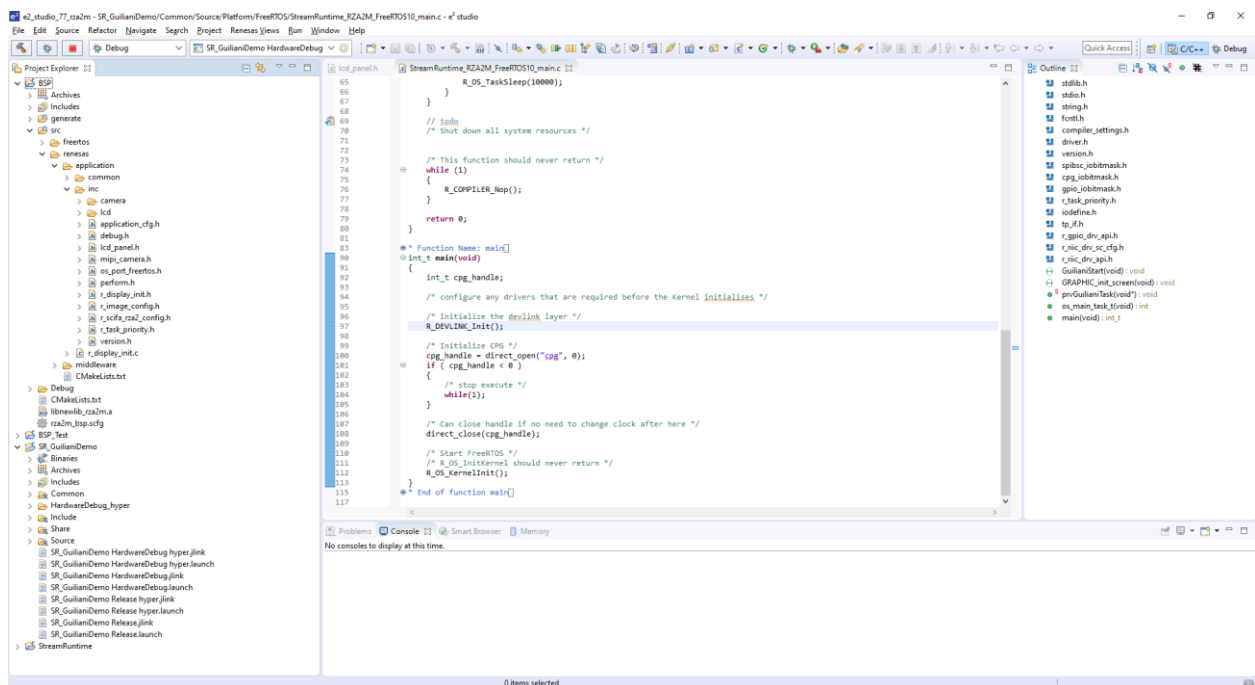 e2_studio_77_rza2m - SR_GuilianiDemo/Common/Source/Platform/FreeRTOS/StreamRuntime_RZA2M_FreeRTOS10_main.c - e² studio
File Edit Source Refactor Navigate Search Project Renesas Views Run Window Help
Debug
SR_GuilianiDemo HardwareDebug
Quick Access
C/C++
Debug
Project Explorer
BSP
Archives
Includes
generate
src
freertos
renesas
application
common
inc
camera
lcd
application_cfg.h
debug.h
lcd_panel.h
mipi_camera.h
os_port_freertos.h
perform.h
r_display_init.h
r_image_config.h
r_scifa_rza2_config.h
r_task_priority.h
version.h
r_display_init.c
middleware
CMakeLists.txt
Debug
CMakeLists.txt
libnewlib_rza2m.a
rza2m_bsp.scfg
BSP_Test
SR_GuilianiDemo
Binaries
Archives
Includes
Common
HardwareDebug_hyper
Include
Share
Source
SR_GuilianiDemo HardwareDebug hyper.jlink
SR_GuilianiDemo HardwareDebug hyper.launch
SR_GuilianiDemo HardwareDebug.jlink
SR_GuilianiDemo HardwareDebug.launch
SR_GuilianiDemo Release hyper.jlink
SR_GuilianiDemo Release hyper.launch
SR_GuilianiDemo Release.jlink
SR_GuilianiDemo Release.launch
StreamRuntime
lcd_panel.h
StreamRuntime_RZA2M_FreeRTOS10_main.c
65 R_OS_TaskSleep(10000);
66 }
67 }
68
69 // todo
70 /* Shut down all system resources */
71
72
73 /* This function should never return */
74 while (1)
75 {
76 R_COMPILER_Nop();
77 }
78
79 return 0;
80 }
81
83 * Function Name: main
90 int_t main(void)
91 {
92 int_t cpg_handle;
93
94 /* configure any drivers that are required before the Kernel initialises */
95
96 /* Initialize the devlink layer */
97 R_DEVLINK_Init();
98
99 /* Initialize CPG */
100 cpg_handle = direct_open("cpg", 0);
101 if ( cpg_handle < 0 )
102 {
103 /* stop execute */
104 while(1);
105 }
106
107 /* Can close handle if no need to change clock after here */
108 direct_close(cpg_handle);
109
110 /* Start FreeRTOS */
111 /* R_OS_InitKernel should never return */
112 R_OS_KernelInit();
113 }
115 * End of function main
117
Problems Console Smart Browser Memory
No consoles to display at this time.
Outline
stdlib.h
stdio.h
string.h
fcntl.h
compiler_settings.h
driver.h
version.h
spibsc_iobitmask.h
cpg_iobitmask.h
gpio_iobitmask.h
r_task_priority.h
iodefine.h
tp_if.h
r_gpio_drv_api.h
r_riic_drv_sc_cfg.h
r_riic_drv_api.h
GuilianiStart(void) : void
GRAPHIC_init_screen(void) : void
prvGuilianiTask(void*) : void
os_main_task_t(void) : int
main(void) : int_t
0 items selected